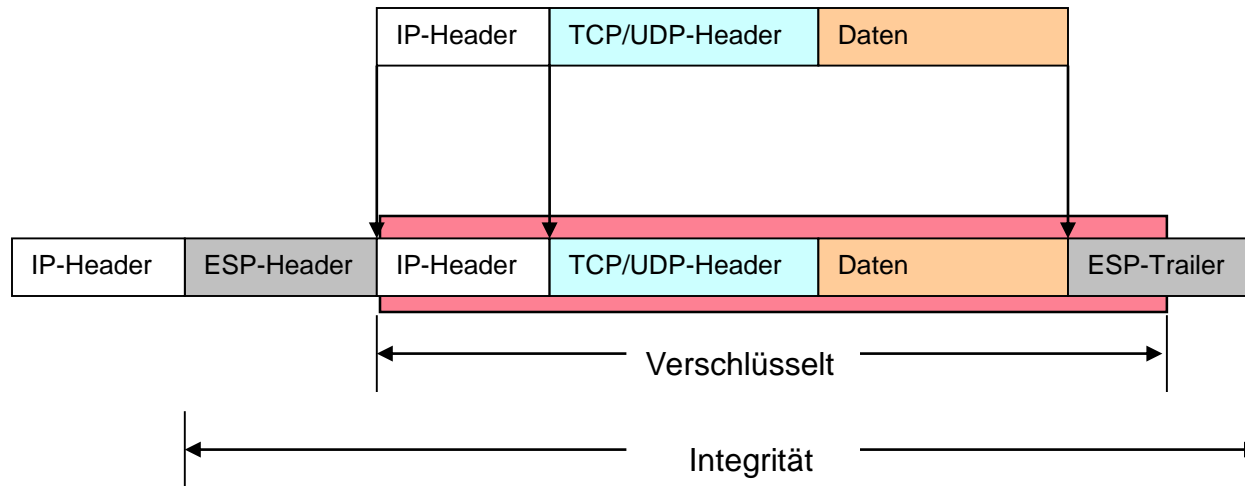 IP-Header TCP/UDP-Header Daten
IP-Header ESP-Header IP-Header TCP/UDP-Header Daten ESP-Trailer
Verschlüsselt
Integrität